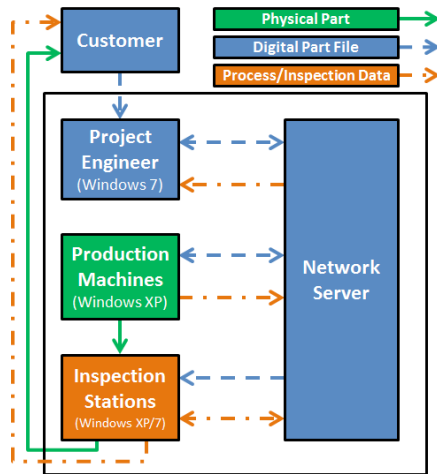 Customer
Physical Part
Digital Part File
Process/Inspection Data
Project
Engineer
(Windows 7)
Production
Machines
(Windows XP)
Network
Server
Inspection
Stations
(Windows XP/7)